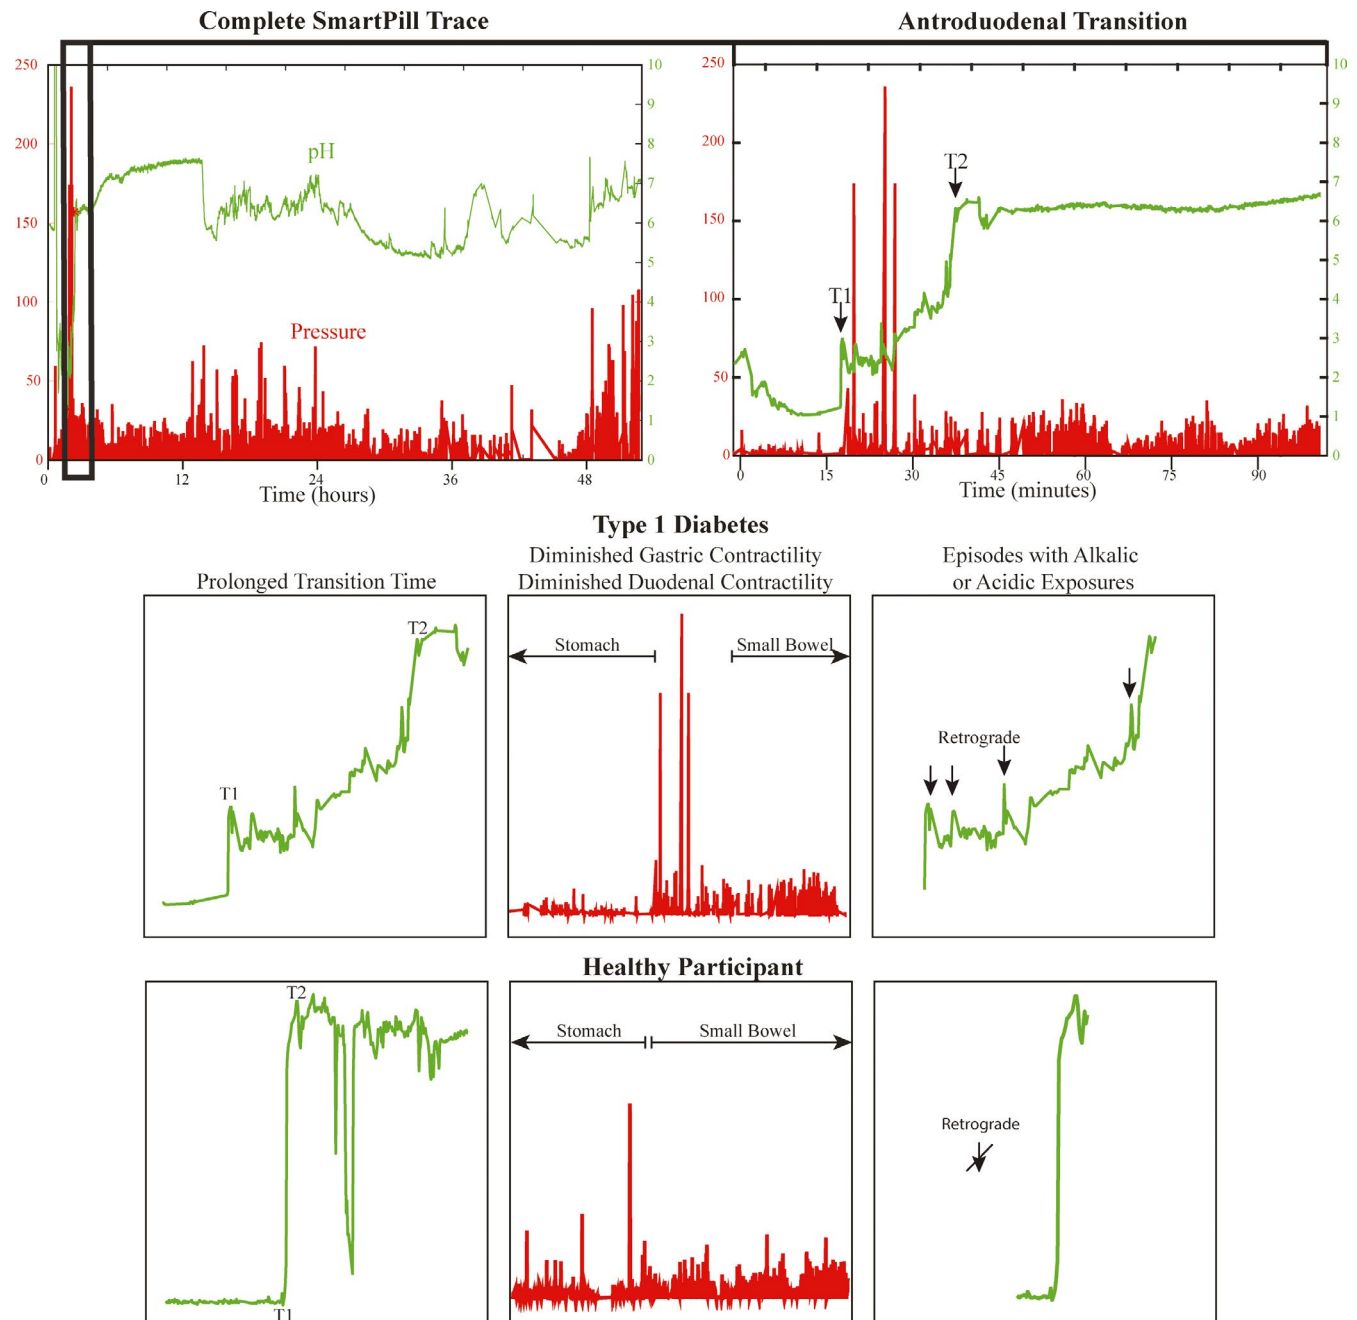 Complete SmartPill Trace
Antroduodenal Transition
250
200
150
100
50
0
10
9
8
7
6
5
4
3
2
1
0
pH
Pressure
0
12
24
36
48
Time (hours)
250
200
150
100
50
0
10
9
8
7
6
5
4
3
2
1
0
T1
T2
0
15
30
45
60
75
90
Time (minutes)
Type 1 Diabetes
Prolonged Transition Time
Diminished Gastric Contractility
Diminished Duodenal Contractility
Episodes with Alkalic
or Acidic Exposures
T1
T2
Stomach
Small Bowel
Retrograde
Healthy Participant
T2
T1
Stomach
Small Bowel
Retrograde